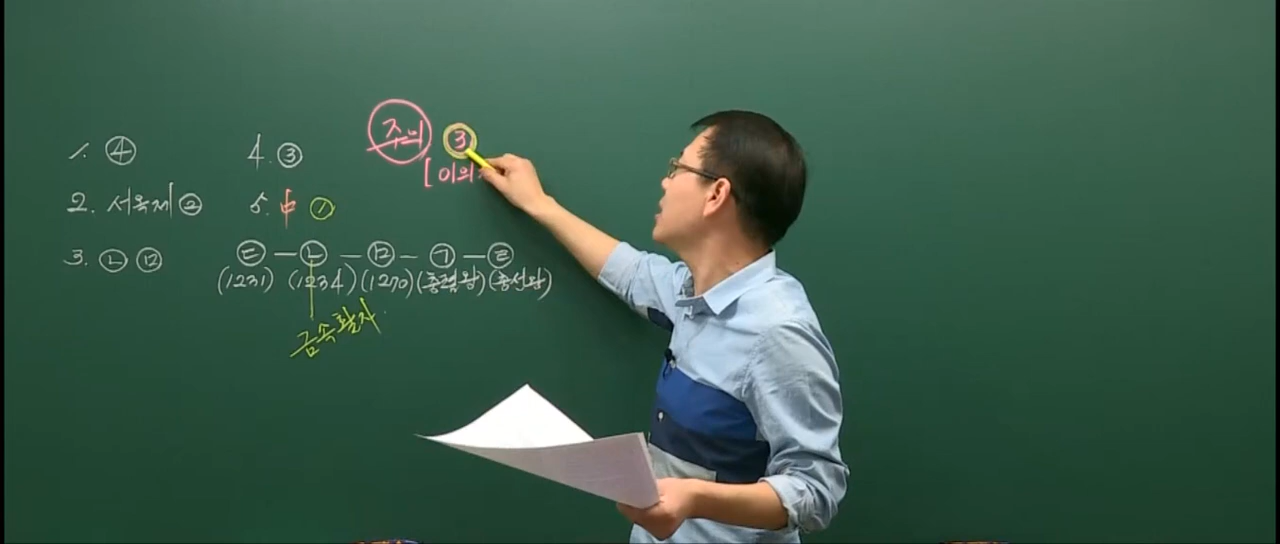 1. ④
2. 서옥제 ②
3. ㉡ ㉤
4. ③
5. 中 ①
㉢ - ㉡ - ㉤ - ㉠ - ㉣
(1231) (1234) (1270) (충렬왕) (충선왕)
금속활자
주의 ③
[이의